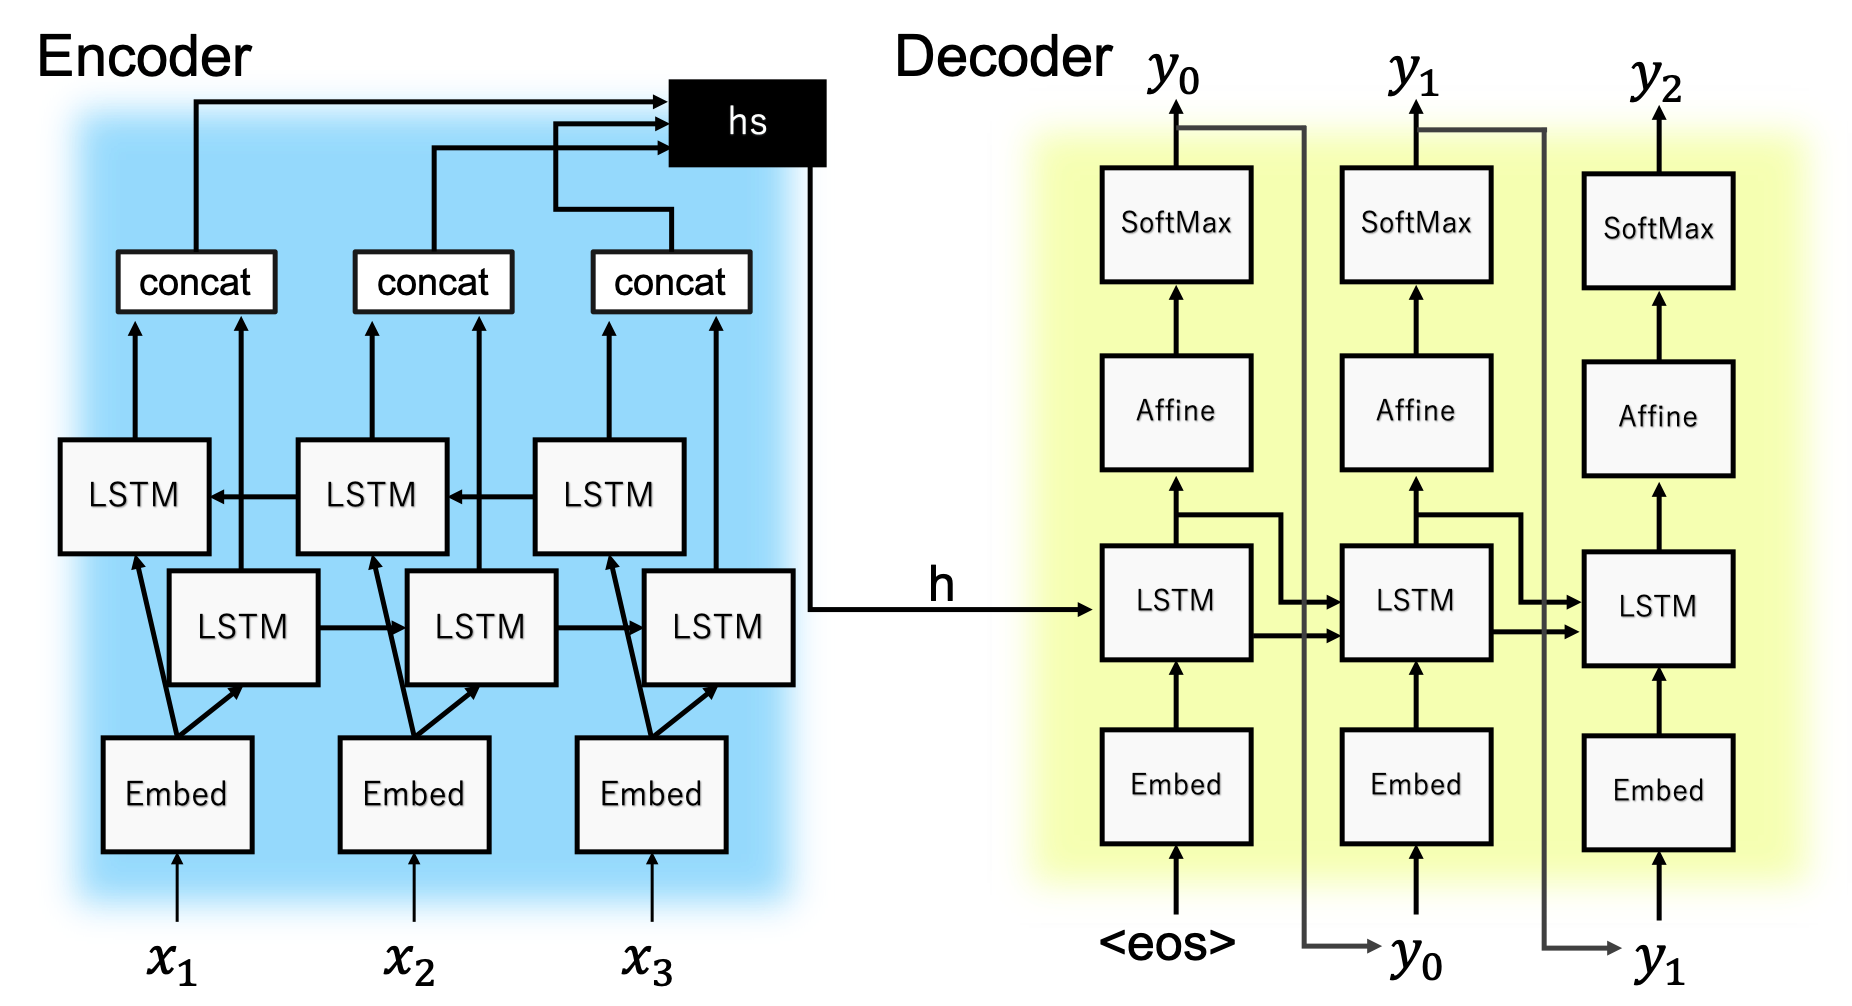 Encoder
hs
concat
concat
concat
LSTM
LSTM
LSTM
LSTM
LSTM
LSTM
Embed
Embed
Embed
x₁
x₂
x₃
h
Decoder
y₀
y₁
y₂
SoftMax
SoftMax
SoftMax
Affine
Affine
Affine
LSTM
LSTM
LSTM
Embed
Embed
Embed
<eos>
y₀
y₁